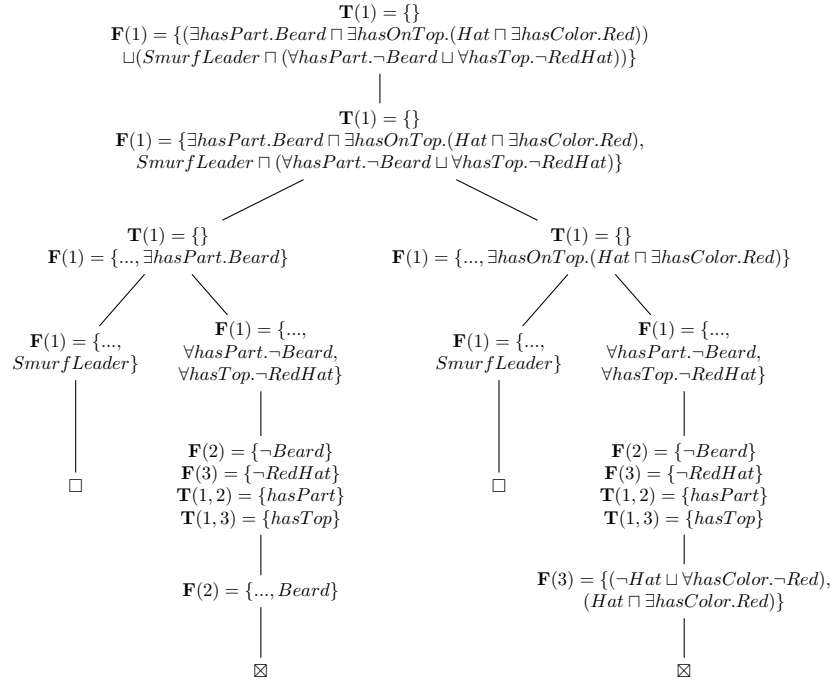 T(1) = {}
F(1) = {(∃hasPart.Beard ⊓ ∃hasOnTop.(Hat ⊓ ∃hasColor.Red))
⊔(SmurfLeader ⊓ (∀hasPart.¬Beard ⊔ ∀hasTop.¬RedHat))}
T(1) = {}
F(1) = {∃hasPart.Beard ⊓ ∃hasOnTop.(Hat ⊓ ∃hasColor.Red),
SmurfLeader ⊓ (∀hasPart.¬Beard ⊔ ∀hasTop.¬RedHat)}
T(1) = {}
F(1) = {..., ∃hasPart.Beard}
T(1) = {}
F(1) = {..., ∃hasOnTop.(Hat ⊓ ∃hasColor.Red)}
F(1) = {...,
SmurfLeader}
F(1) = {...,
∀hasPart.¬Beard,
∀hasTop.¬RedHat}
F(1) = {...,
SmurfLeader}
F(1) = {...,
∀hasPart.¬Beard,
∀hasTop.¬RedHat}
□
F(2) = {¬Beard}
F(3) = {¬RedHat}
T(1, 2) = {hasPart}
T(1, 3) = {hasTop}
□
F(2) = {¬Beard}
F(3) = {¬RedHat}
T(1, 2) = {hasPart}
T(1, 3) = {hasTop}
F(2) = {..., Beard}
F(3) = {(¬Hat ⊔ ∀hasColor.¬Red),
(Hat ⊓ ∃hasColor.Red)}
⊠
⊠